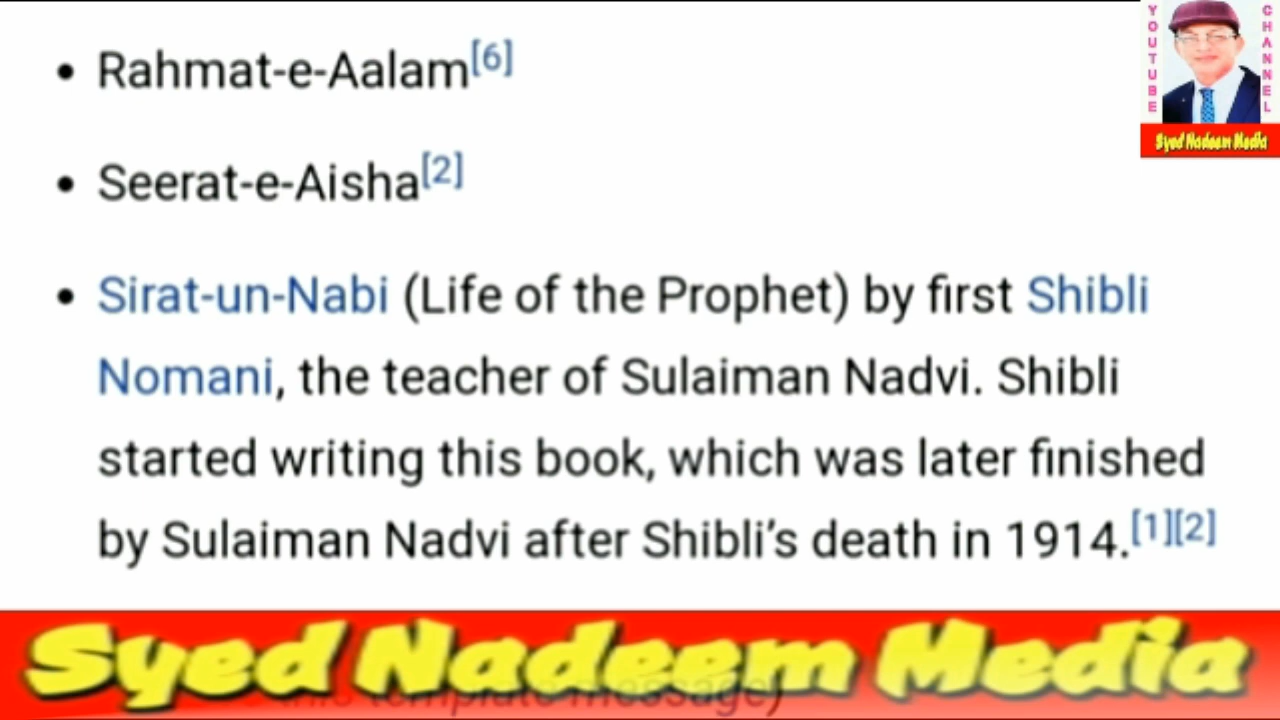 • Rahmat-e-Aalam[6]
• Seerat-e-Aisha[2]
• Sirat-un-Nabi (Life of the Prophet) by first Shibli
Nomani, the teacher of Sulaiman Nadvi. Shibli
started writing this book, which was later finished
by Sulaiman Nadvi after Shibli’s death in 1914.[1][2]
YOUTUBE
CHANNEL
Syed Nadeem Media
Syed Nadeem Media
template message)